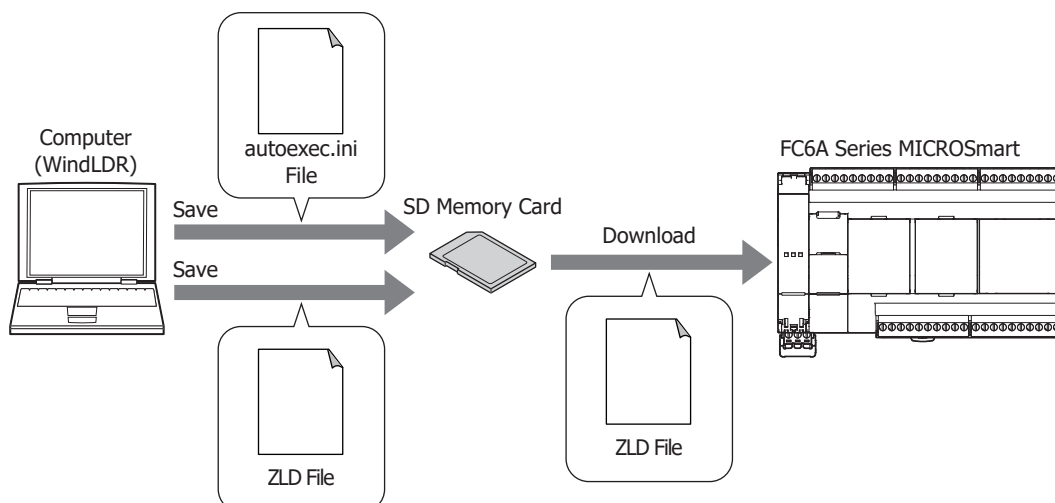 autoexec.ini
File
Computer
(WindLDR)
FC6A Series MICROSmart
Save
SD Memory Card
Download
Save
ZLD File
ZLD File